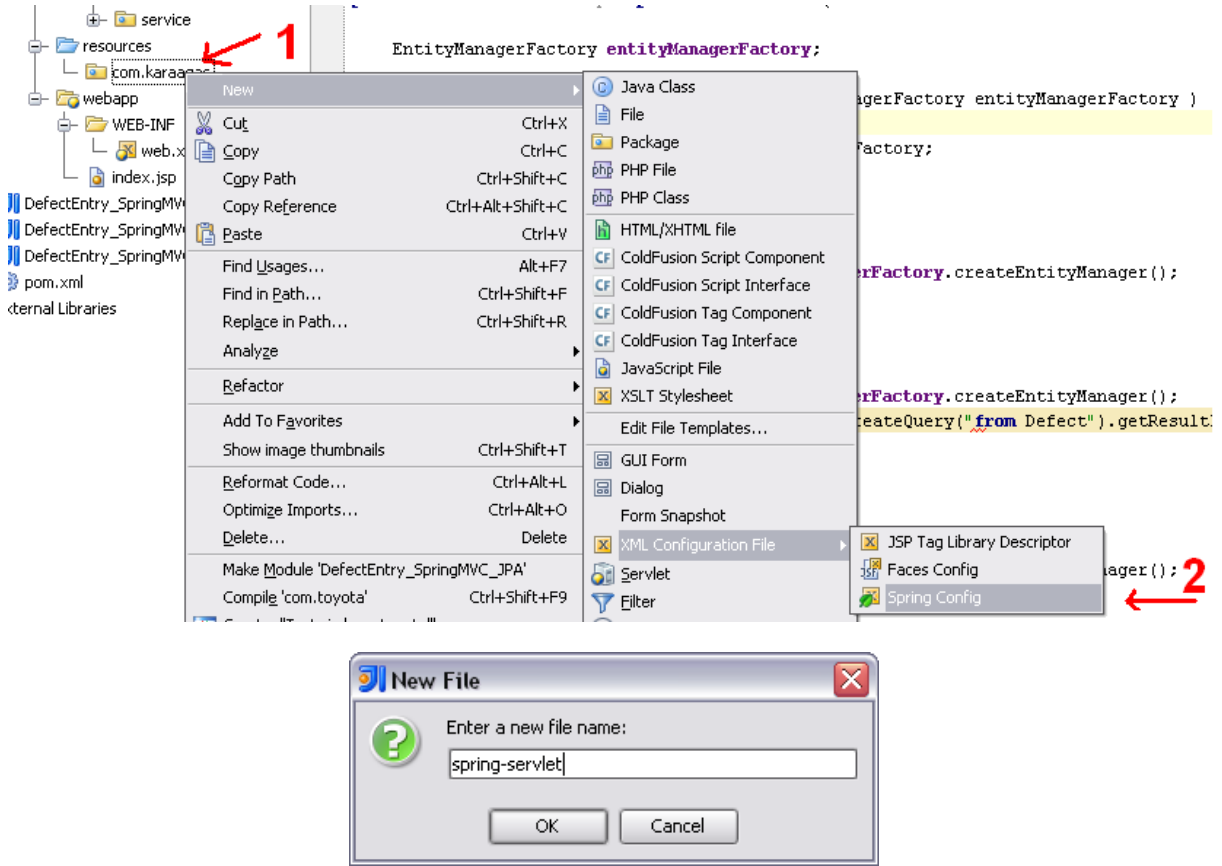 service
1
resources
EntityManagerFactory entityManagerFactory;
com.karaagac
New
Java Class
webapp
agerFactory entityManagerFactory )
File
WEB-INF
Cut Ctrl+X
Package
web.x
Copy Ctrl+C
Factory;
PHP File
index.jsp
Copy Path Ctrl+Shift+C
PHP Class
DefectEntry_SpringMVC
Copy Reference Ctrl+Alt+Shift+C
HTML/XHTML file
DefectEntry_SpringMVC
Paste Ctrl+V
ColdFusion Script Component
DefectEntry_SpringMV
Find Usages... Alt+F7
erFactory.createEntityManager();
ColdFusion Script Interface
pom.xml
Find in Path... Ctrl+Shift+F
ColdFusion Tag Component
xternal Libraries
Replace in Path... Ctrl+Shift+R
ColdFusion Tag Interface
Analyze
JavaScript File
Refactor
XSLT Stylesheet
erFactory.createEntityManager();
Add To Favorites
Edit File Templates...
reateQuery("from Defect").getResultL
Show image thumbnails Ctrl+Shift+T
GUI Form
Reformat Code... Ctrl+Alt+L
Dialog
Optimize Imports... Ctrl+Alt+O
Form Snapshot
Delete... Delete
XML Configuration File
JSP Tag Library Descriptor
Make Module 'DefectEntry_SpringMVC_JPA'
Servlet
Faces Config
ager();
2
Compile 'com.toyota' Ctrl+Shift+F9
Filter
Spring Config
New File
Enter a new file name:
spring-servlet
OK Cancel